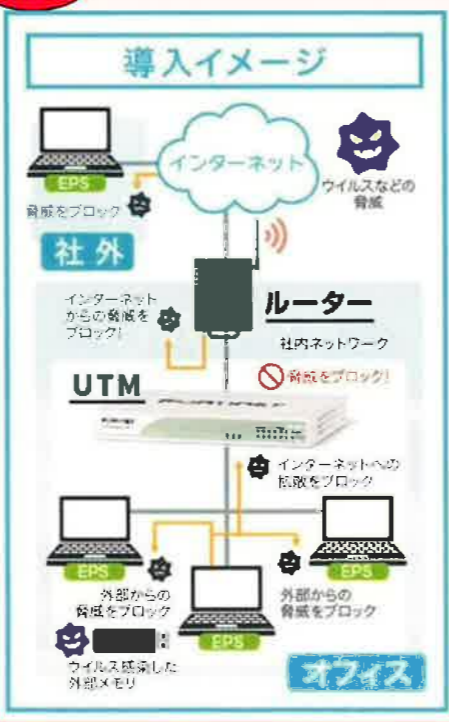 導入イメージ
インターネット
ウイルスなどの
脅威
EPS
脅威をブロック
社外
インターネット
からの脅威を
ブロック!
ルーター
社内ネットワーク
UTM
脅威をブロック!
インターネットへの
拡散をブロック
EPS
EPS
外部からの
脅威をブロック
外部からの
脅威をブロック
EPS
ウイルス感染した
外部メモリ
オフィス